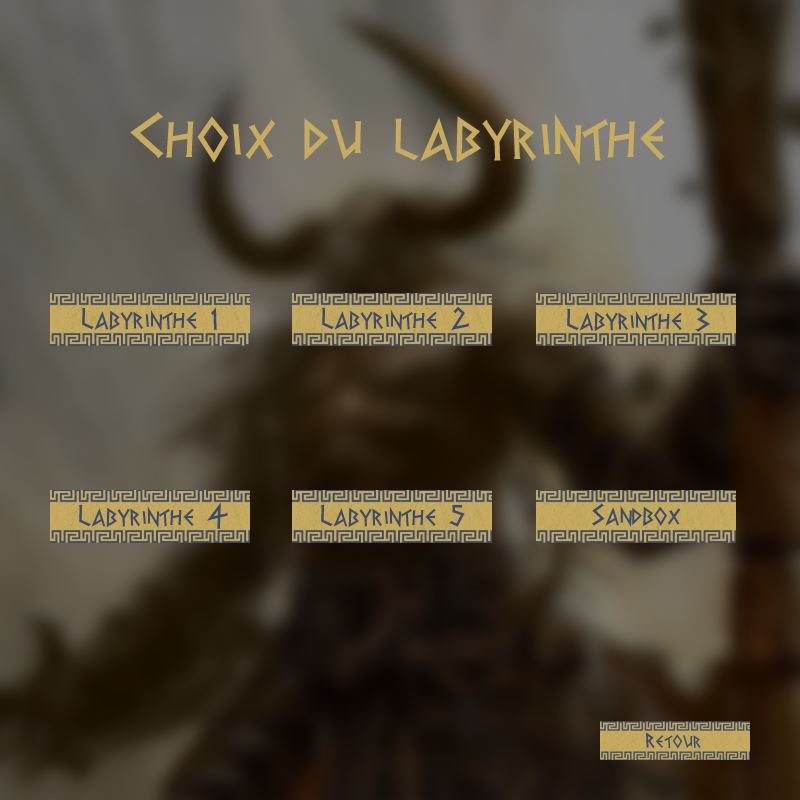 Choix du labyrinthe
Labyrinthe 1
Labyrinthe 2
Labyrinthe 3
Labyrinthe 4
Labyrinthe 5
Sandbox
Retour